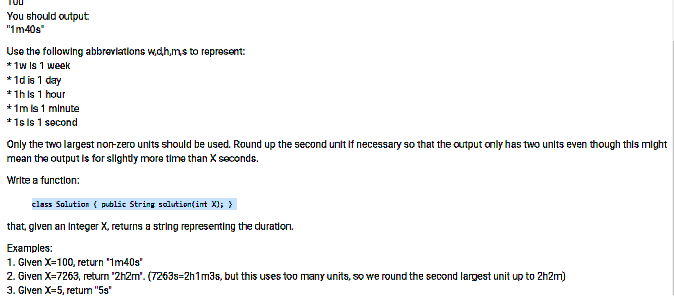 100
You should output:
"1m40s"
Use the following abbreviations w,d,h,m,s to represent:
* 1w is 1 week
* 1d is 1 day
* 1h is 1 hour
* 1m is 1 minute
* 1s is 1 second
Only the two largest non-zero units should be used. Round up the second unit if necessary so that the output only has two units even though this might
mean the output is for slightly more time than X seconds.
Write a function:
class Solution { public String solution(int X); }
that, given an integer X, returns a string representing the duration.
Examples:
1. Given X=100, return "1m40s"
2. Given X=7263, return "2h2m". (7263s=2h1m3s, but this uses too many units, so we round the second largest unit up to 2h2m)
3. Given X=5, return "5s"